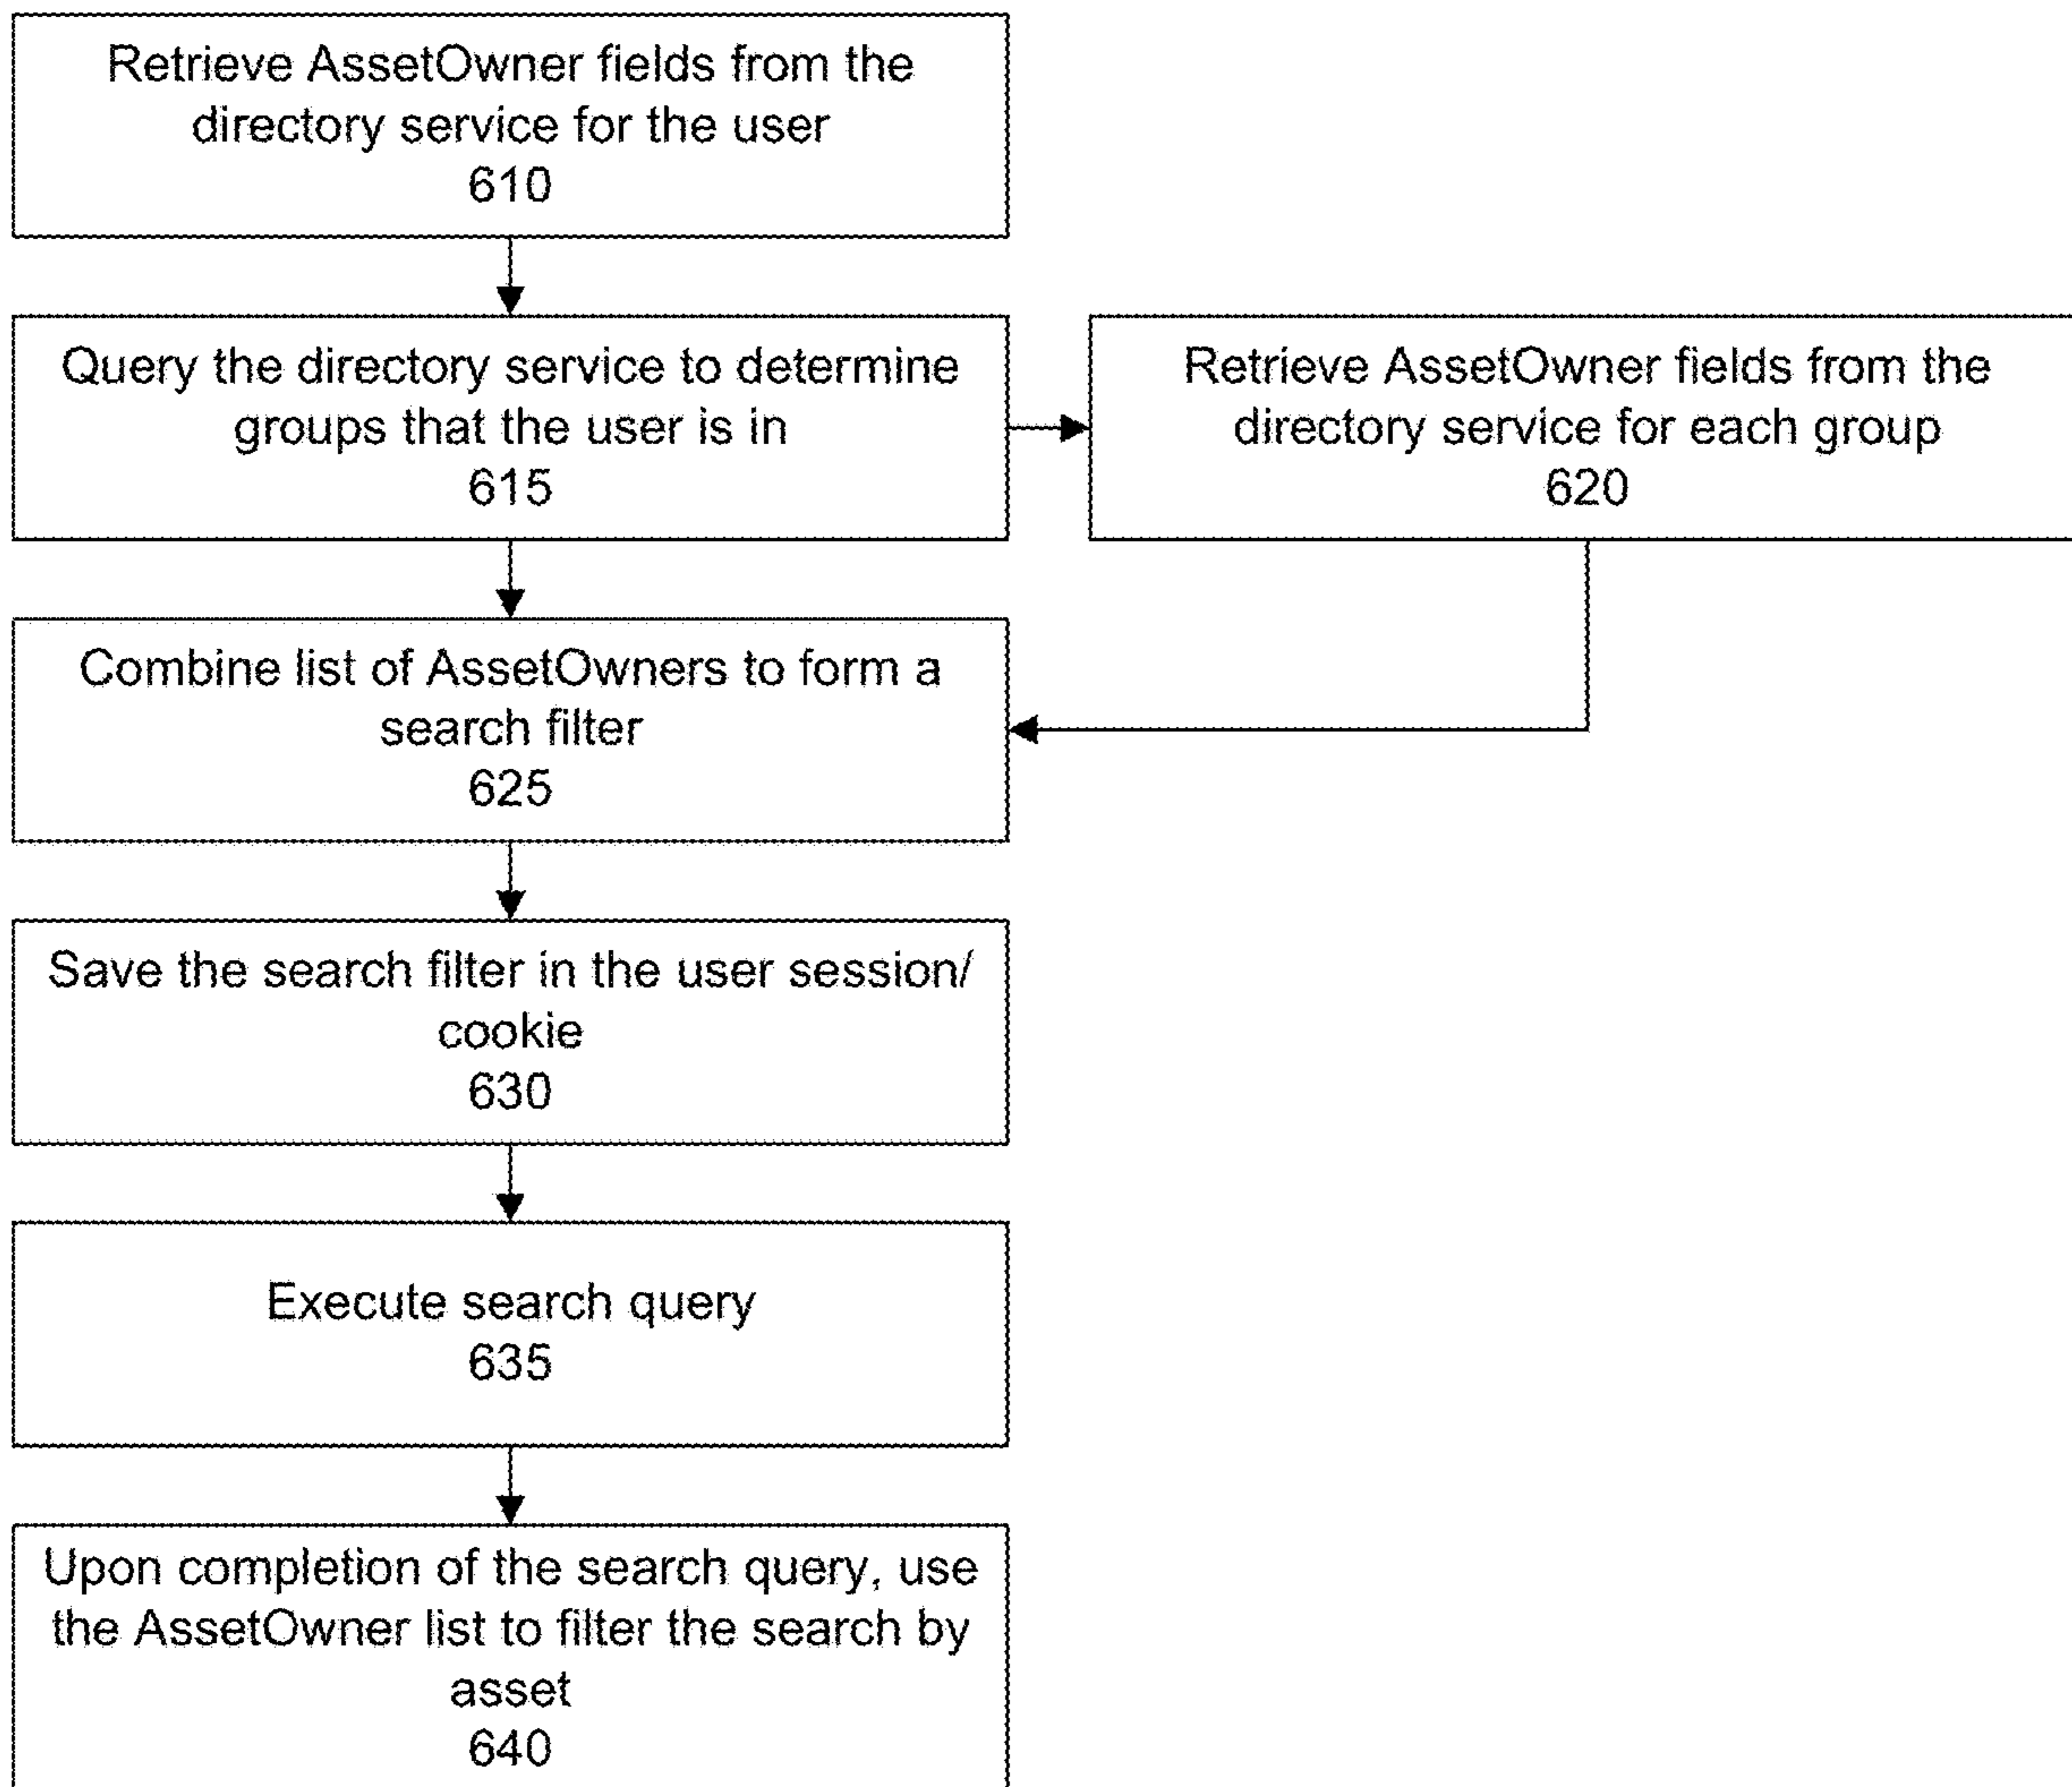 Retrieve AssetOwner fields from the
directory service for the user
610
Query the directory service to determine
groups that the user is in
615
Retrieve AssetOwner fields from the
directory service for each group
620
Combine list of AssetOwners to form a
search filter
625
Save the search filter in the user session/
cookie
630
Execute search query
635
Upon completion of the search query, use
the AssetOwner list to filter the search by
asset
640